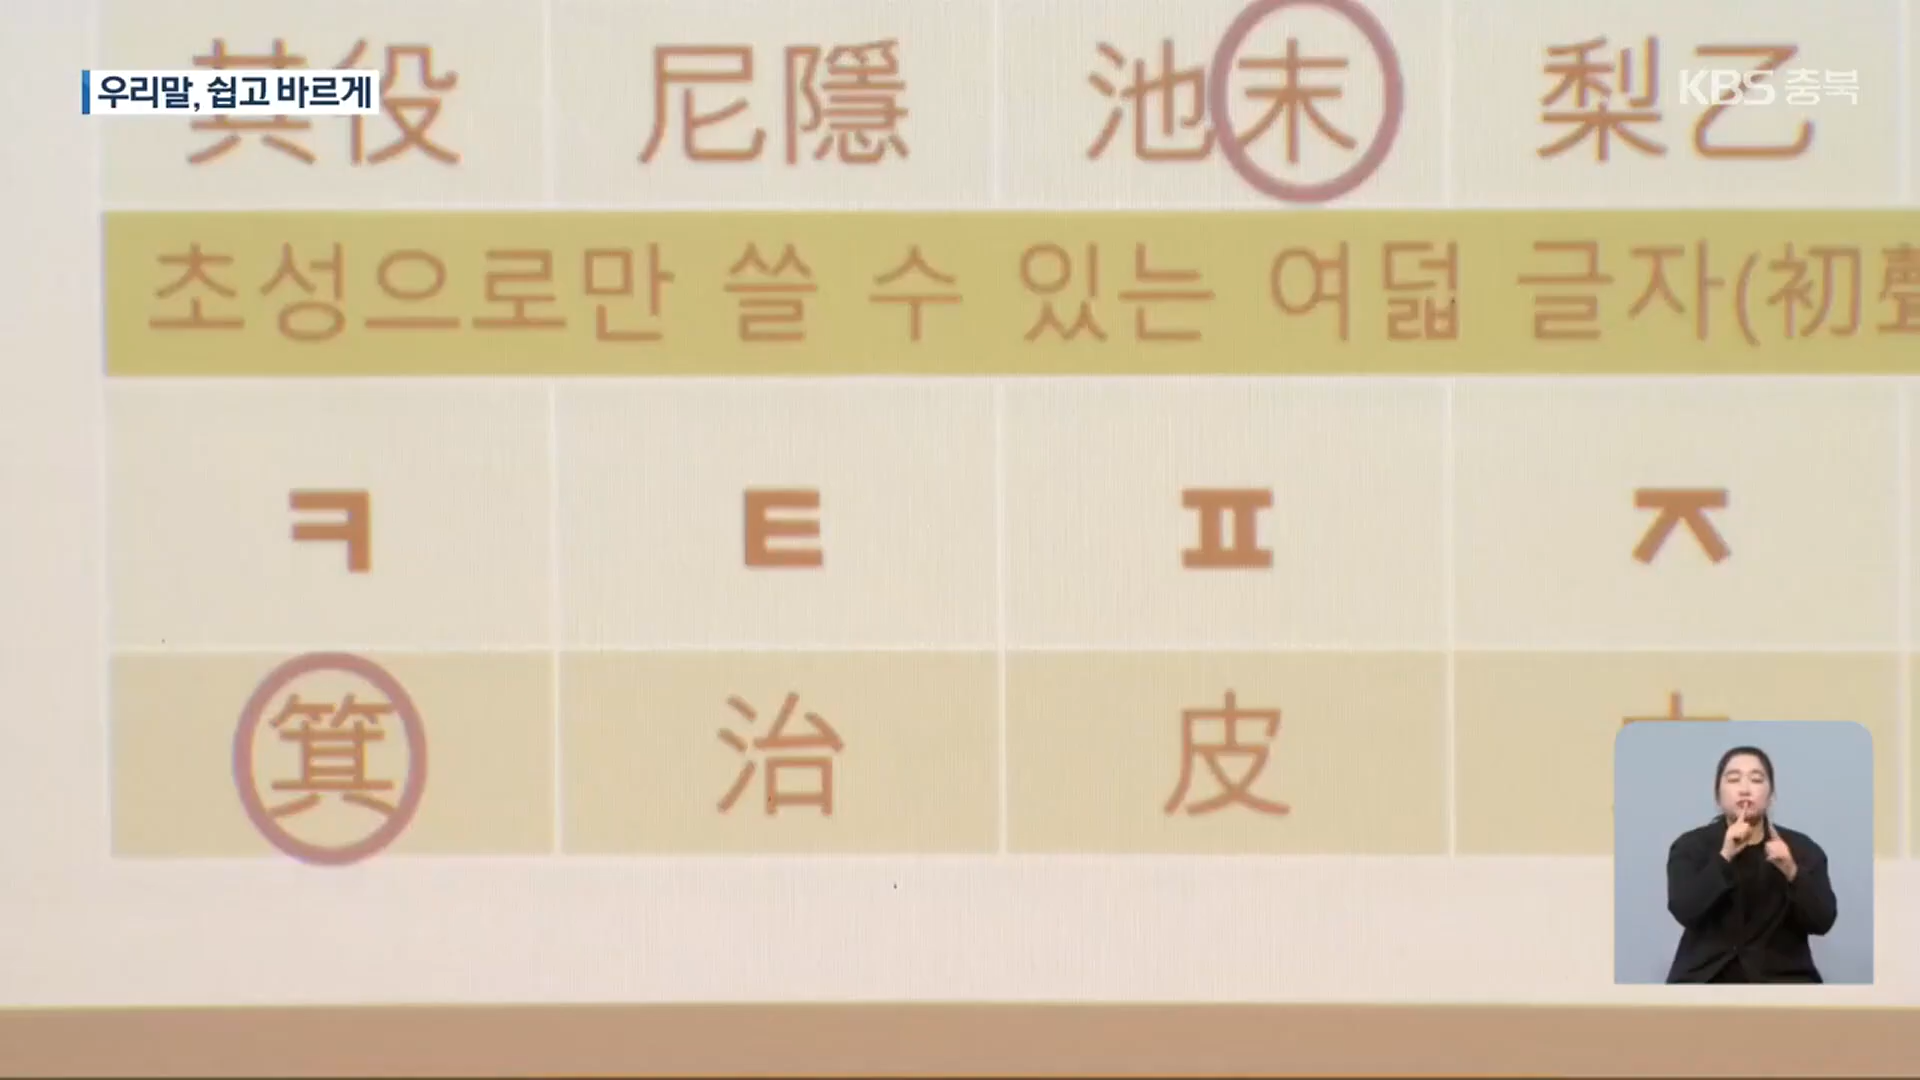 우리말, 쉽고 바르게
KBS 충북
其役 尼隱 池末 梨乙
초성으로만 쓸 수 있는 여덟 글자(初聲
ㅋ ㅌ ㅍ ㅈ
箕 治 皮